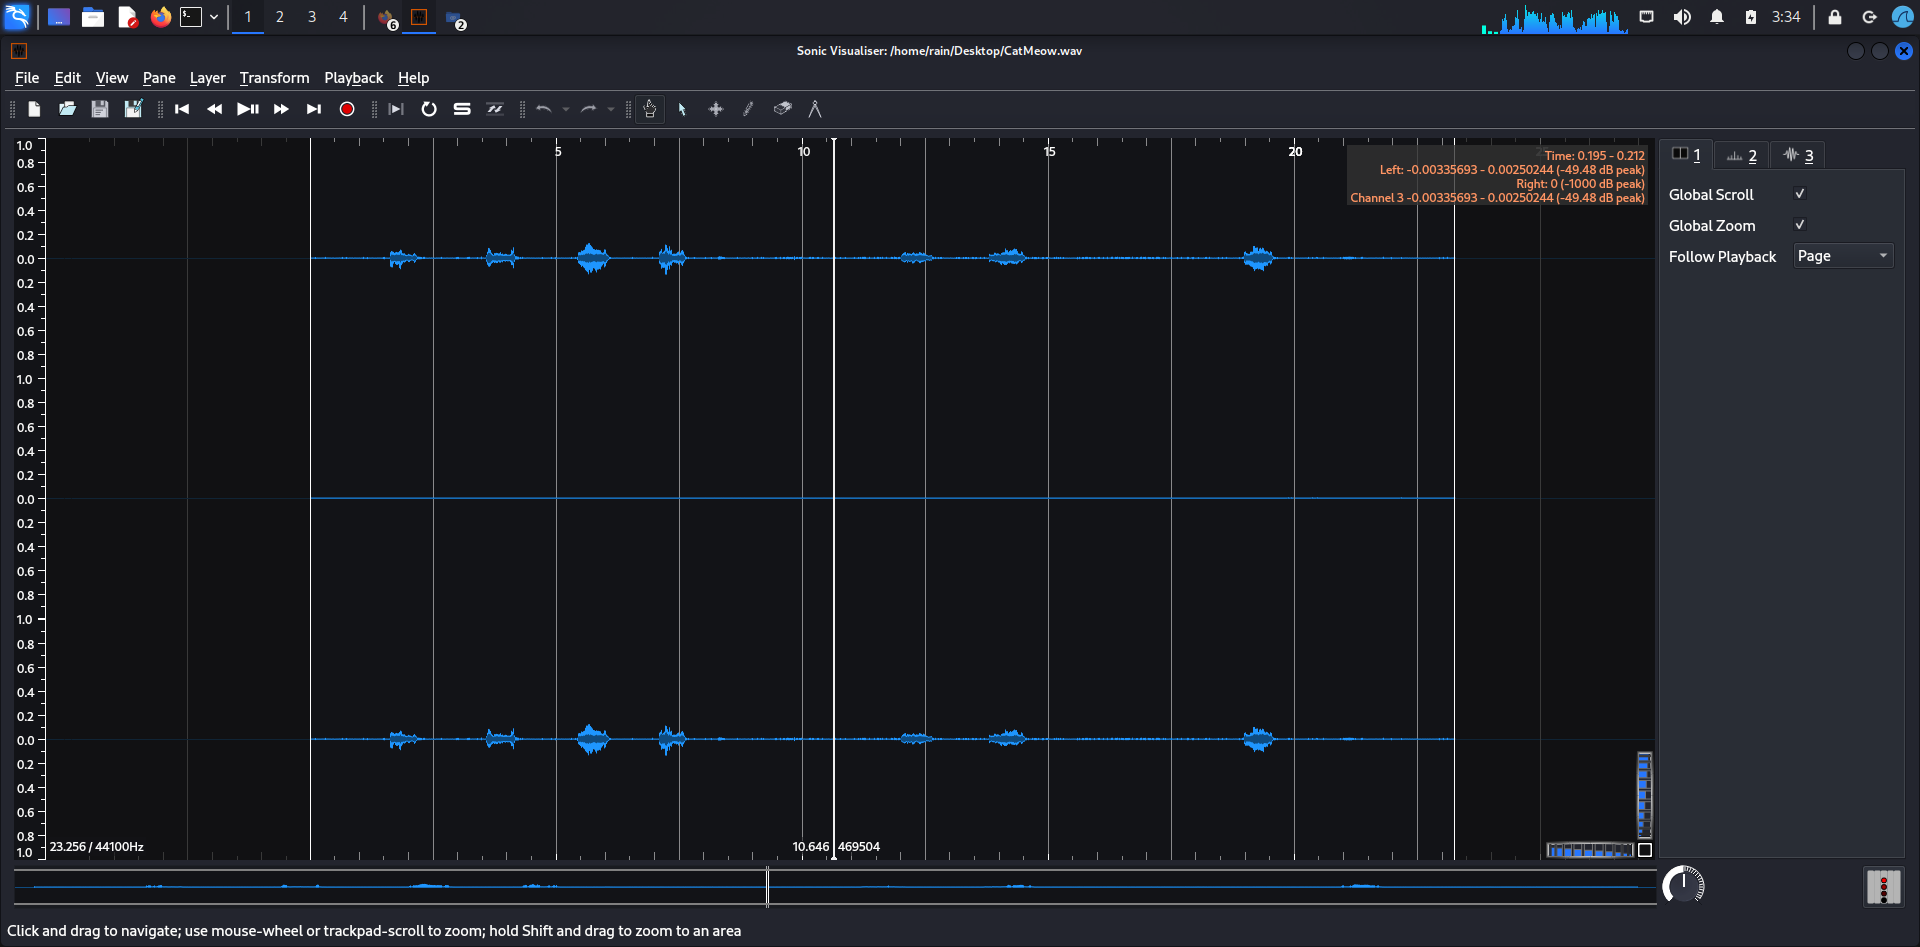 1 2 3 4 6 2 3:34
Sonic Visualiser: /home/rain/Desktop/CatMeow.wav
File Edit View Pane Layer Transform Playback Help
5 10 15 20
Time: 0.195 - 0.212
Left: -0.00335693 - 0.00250244 (-49.48 dB peak)
Right: 0 (-1000 dB peak)
Channel 3 -0.00335693 - 0.00250244 (-49.48 dB peak)
1.0
0.8
0.6
0.4
0.2
0.0
0.2
0.4
0.6
0.8
1.0
0.8
0.6
0.4
0.2
0.0
0.2
0.4
0.6
0.8
1.0
0.8
0.6
0.4
0.2
0.0
0.2
0.4
0.6
0.8
1.0
23.256 / 44100Hz
10.646 469504
1 2 3
Global Scroll
Global Zoom
Follow Playback Page
Click and drag to navigate; use mouse-wheel or trackpad-scroll to zoom; hold Shift and drag to zoom to an area